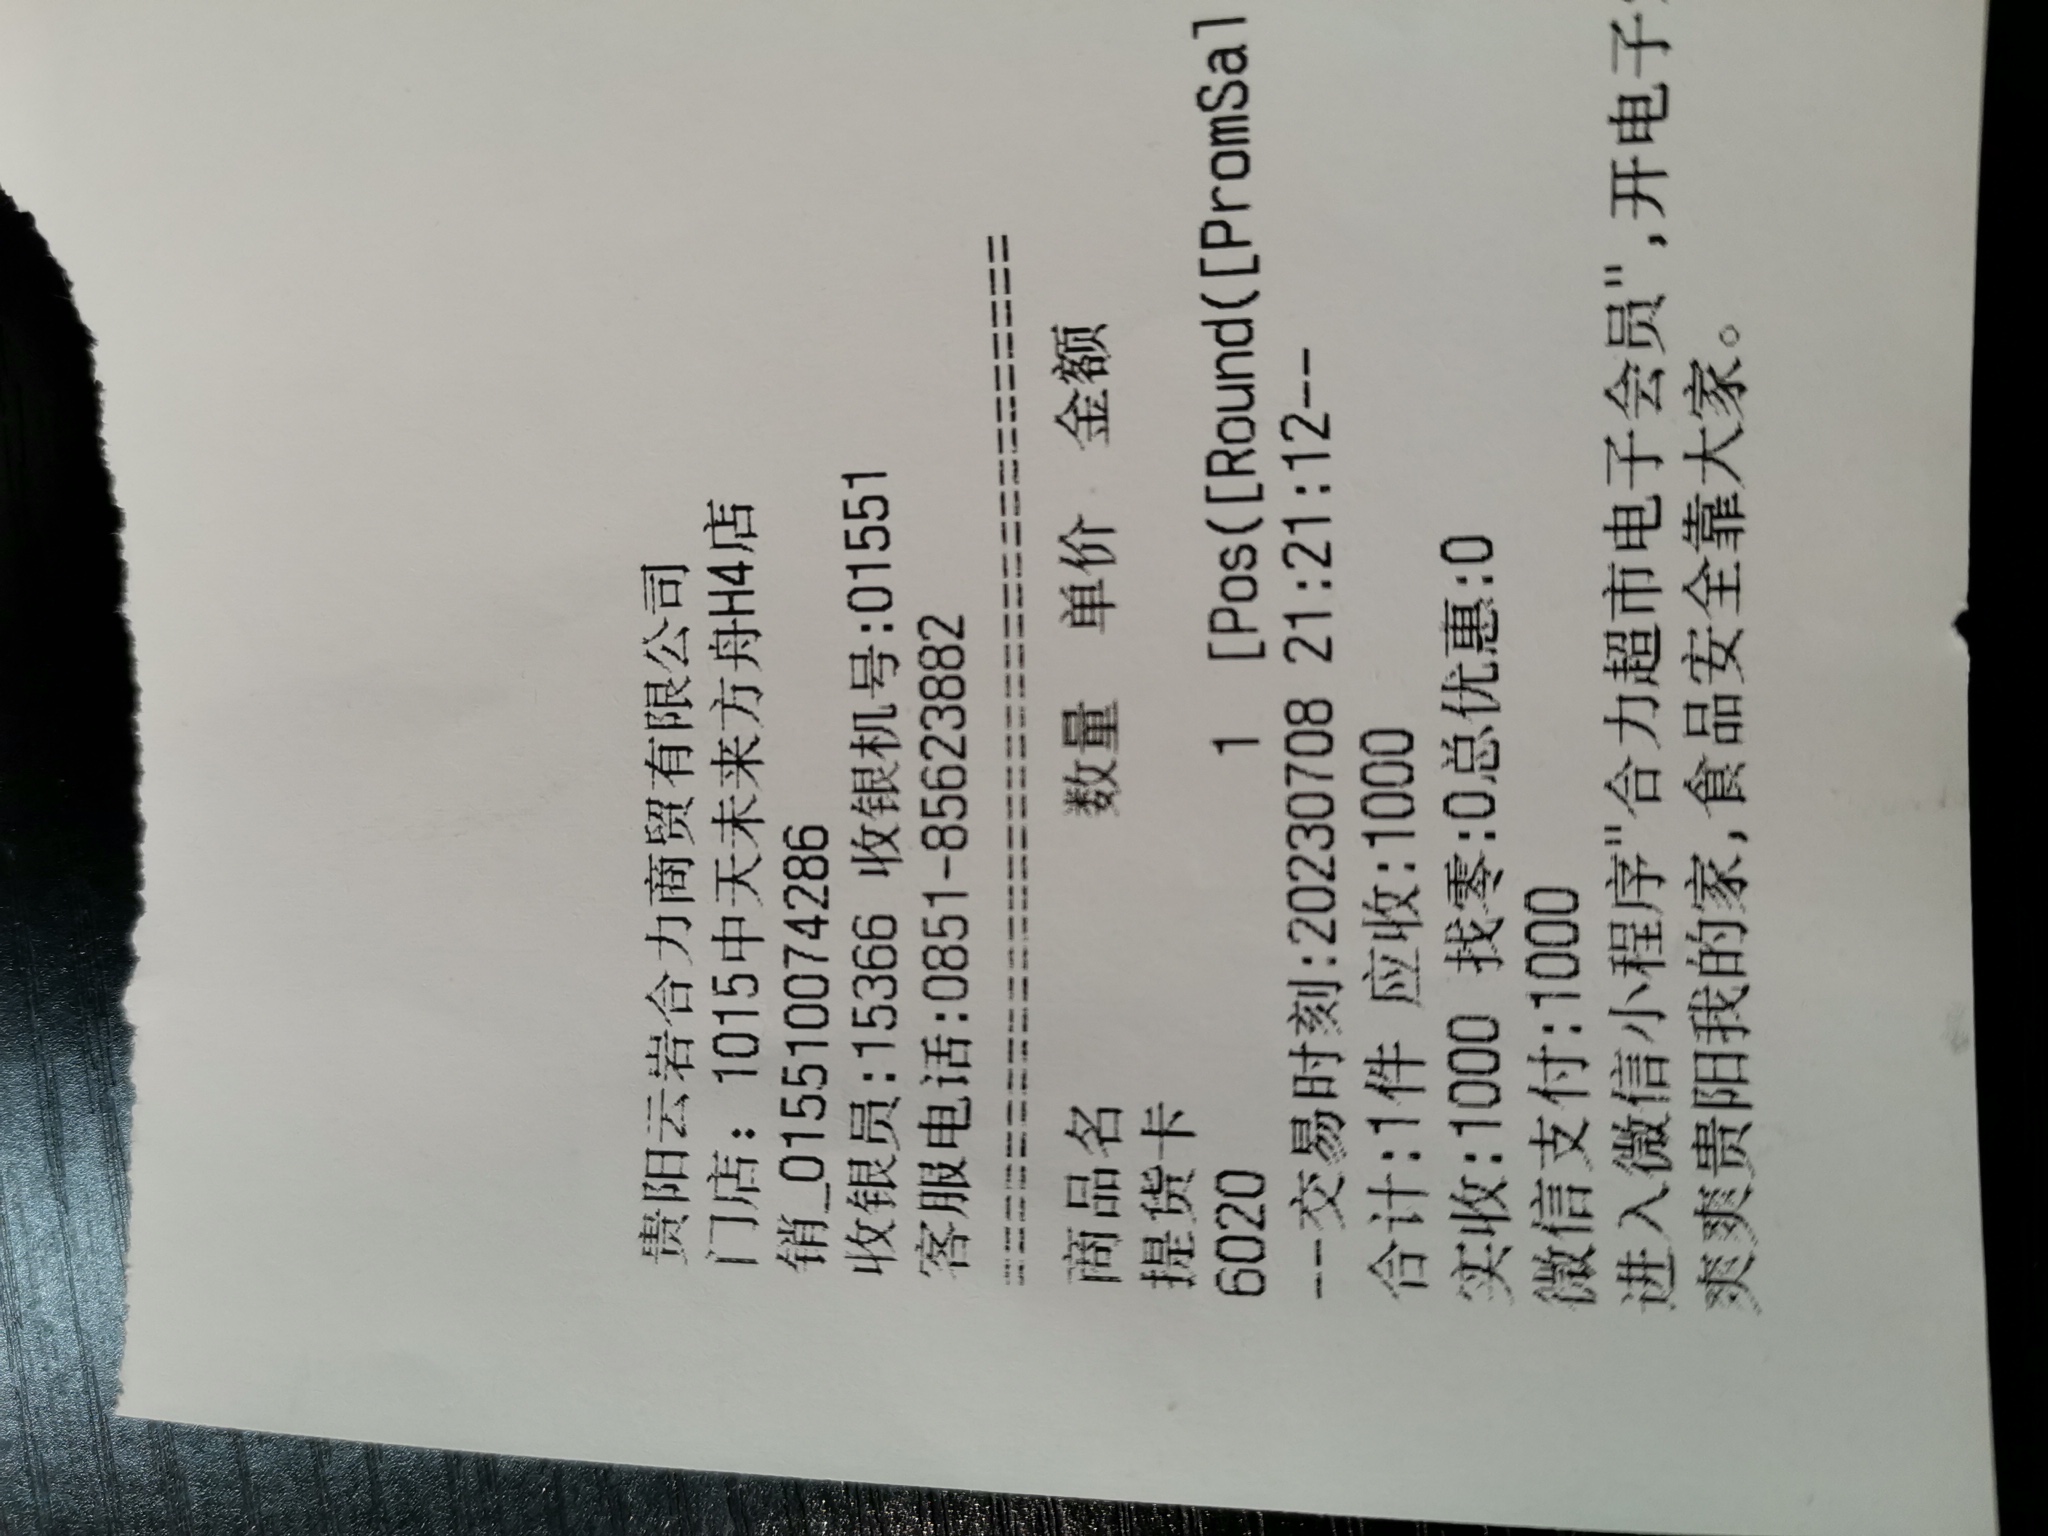 贵阳云岩合力商贸有限公司
门店: 1015中天未来方舟H4店
销_01551007４286
收银员:15366 收银机号:01551
客服电话:0851-85623882
==========================================
商品名 数量 单价 金额
提货卡
6020 1 [Pos([Round([PromSal
---交易时刻:20230708 21:21:12--
合计:1件 应收:1000
实收:1000 找零:0总优惠:0
微信支付:1000
进入微信小程序"合力超市电子会员",开电子
爽爽贵阳我的家,食品安全靠大家。